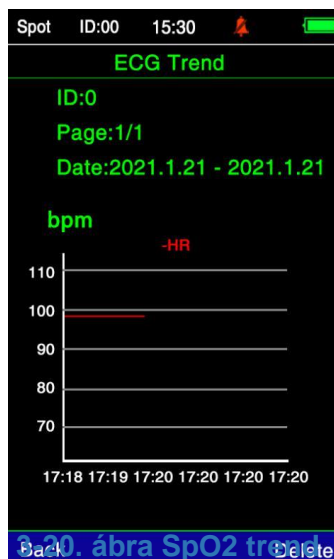 Spot ID:00 15:30
ECG Trend
ID:0
Page:1/1
Date:2021.1.21 - 2021.1.21
bpm
-HR
110
100
90
80
70
17:18 17:19 17:20 17:20 17:20 17:20
Back Delete
3-20. ábra SpO2 trend